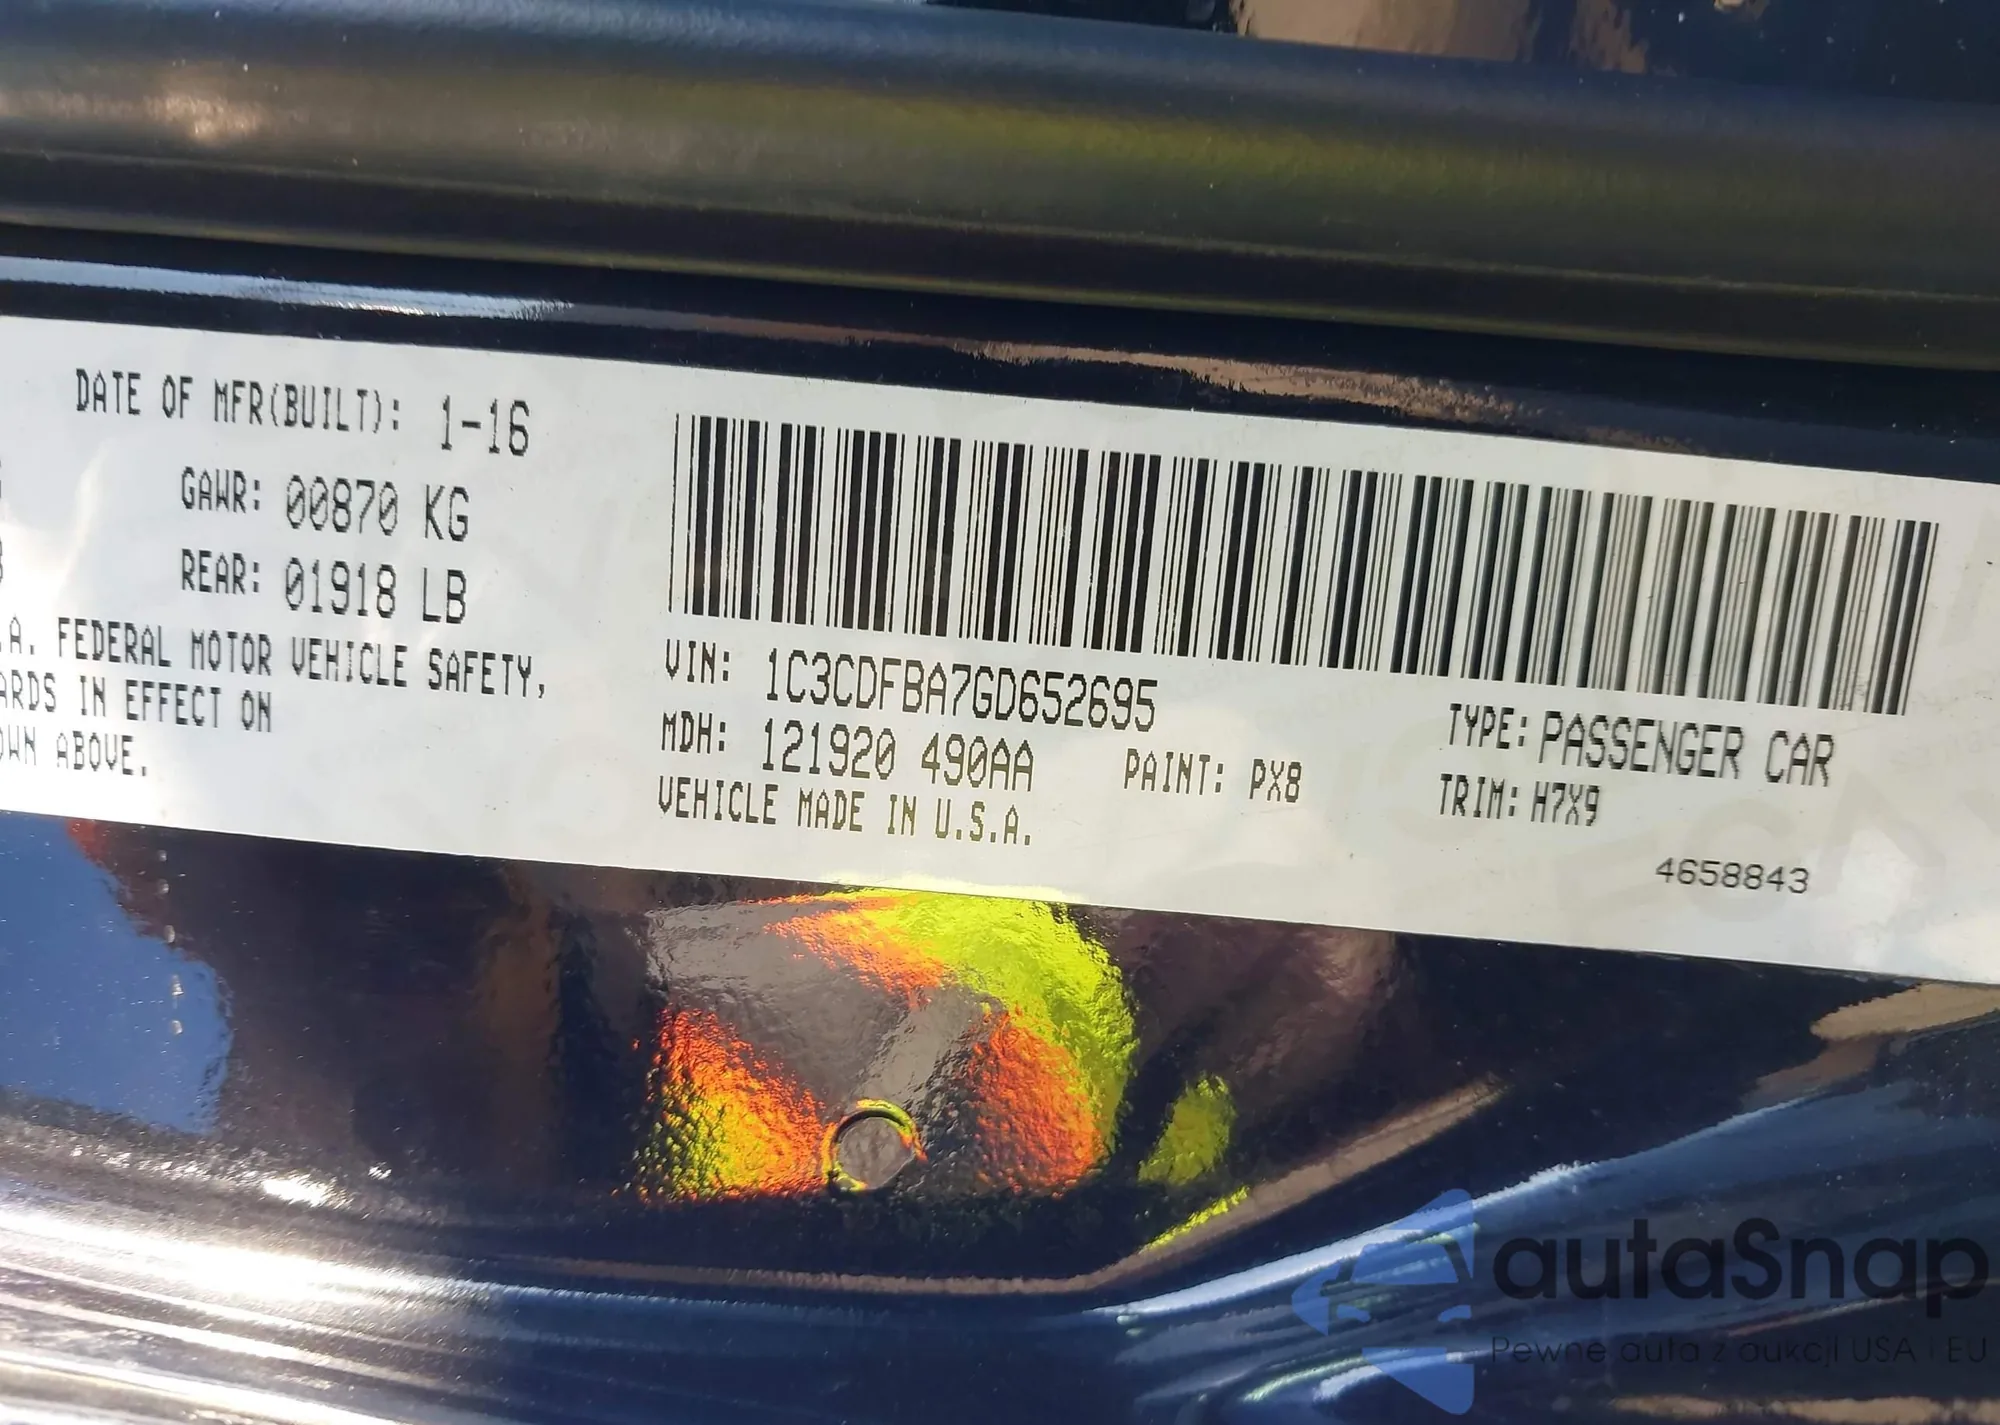 DATE OF MFR(BUILT): 1-16
GAWR: 00870 KG
REAR: 01918 LB
.A. FEDERAL MOTOR VEHICLE SAFETY,
ARDS IN EFFECT ON
OWN ABOVE.
VIN: 1C3CDFBA7GD652695
TYPE: PASSENGER CAR
MDH: 121920 490AA
PAINT: PX8
TRIM: H7X9
VEHICLE MADE IN U.S.A.
4658843
autaSnap
Pewne auta z aukcji USA i EU